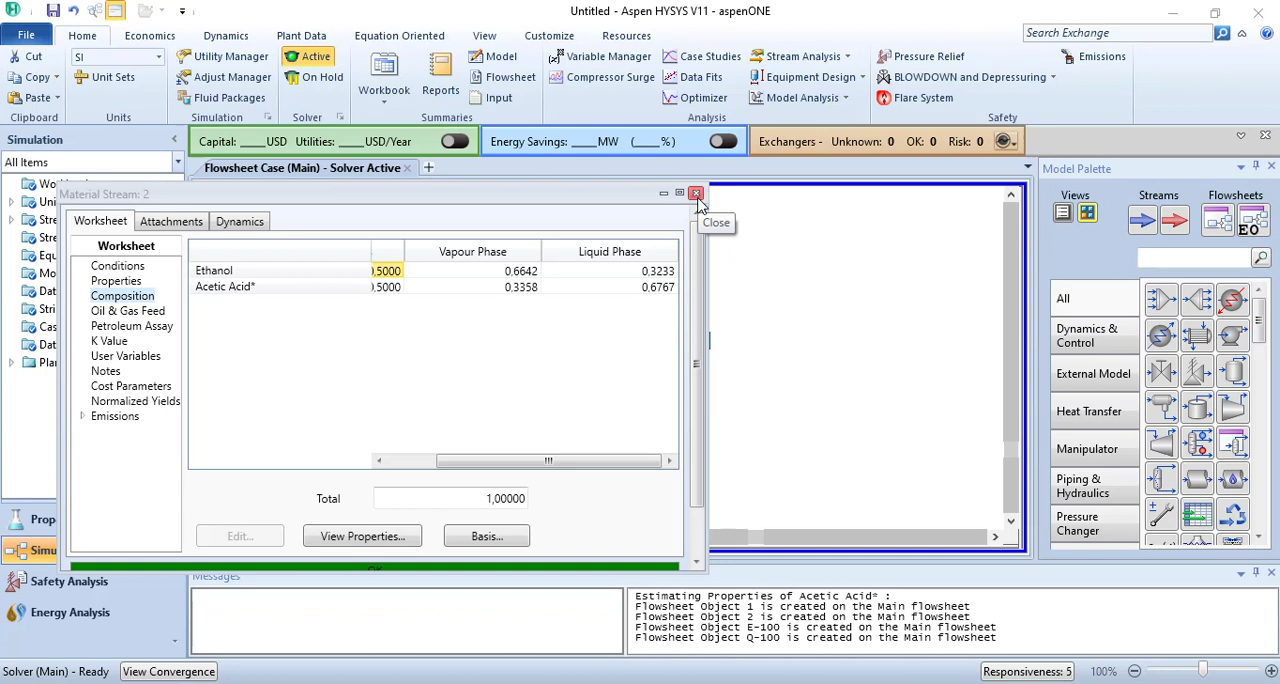 Untitled - Aspen HYSYS V11 - aspenONE
File Home Economics Dynamics Plant Data Equation Oriented View Customize Resources Search Exchange
Cut SI Utility Manager Active Model Variable Manager Case Studies Stream Analysis Pressure Relief Emissions
Copy Unit Sets Adjust Manager On Hold Workbook Reports Flowsheet Compressor Surge Data Fits Equipment Design BLOWDOWN and Depressuring
Paste Fluid Packages Input Optimizer Model Analysis Flare System
Clipboard Units Simulation Solver Summaries Analysis Safety
Simulation Capital: ____USD Utilities: ____USD/Year Energy Savings: ____MW (____%) Exchangers - Unknown: 0 OK: 0 Risk: 0
All Items Flowsheet Case (Main) - Solver Active Model Palette
Material Stream: 2
Close
Worksheet Attachments Dynamics
Worksheet
Conditions
Properties
Composition
Oil & Gas Feed
Petroleum Assay
K Value
User Variables
Notes
Cost Parameters
Normalized Yields
Emissions
Vapour Phase Liquid Phase
Ethanol 0,5000 0,6642 0,3233
Acetic Acid* 0,5000 0,3358 0,6767
Total 1,00000
Edit... View Properties... Basis...
OK
Views Streams Flowsheets
EO
All
Dynamics &
Control
External Model
Heat Transfer
Manipulator
Piping &
Hydraulics
Pressure
Changer
Prop
Simu
Safety Analysis
Energy Analysis
Messages
Estimating Properties of Acetic Acid* :
Flowsheet Object 1 is created on the Main flowsheet
Flowsheet Object 2 is created on the Main flowsheet
Flowsheet Object E-100 is created on the Main flowsheet
Flowsheet Object Q-100 is created on the Main flowsheet
Solver (Main) - Ready View Convergence Responsiveness: 5 100%